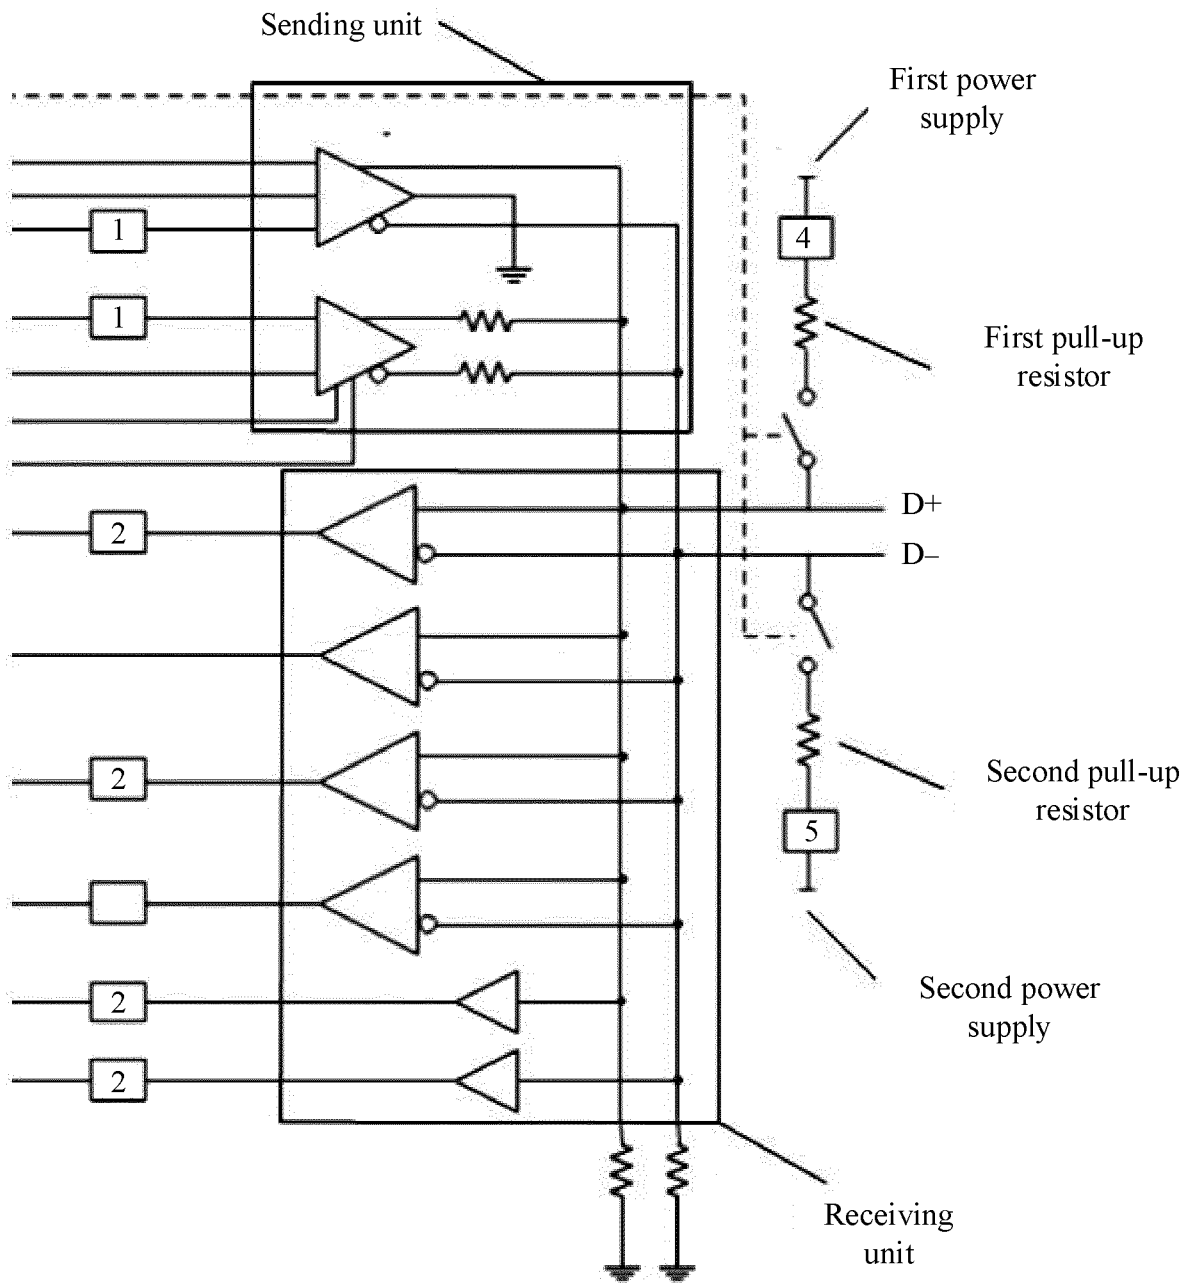 Sending unit
First power
supply
1
4
1
First pull-up
resistor
D+
2
D–
2
Second pull-up
resistor
5
2
Second power
supply
2
Receiving
unit